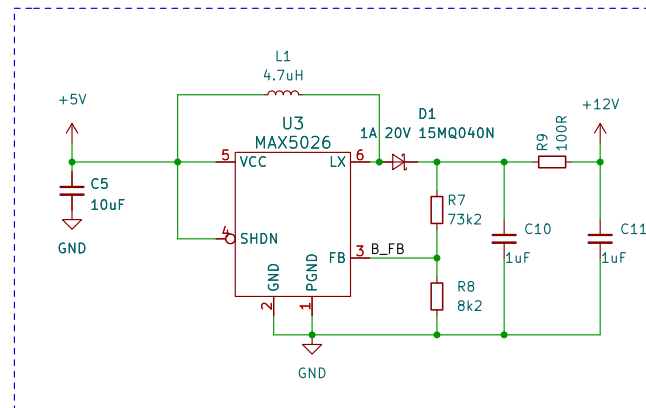 L1
4.7uH
+5V
D1
+12V
U3
MAX5026
1A 20V 15MQ040N
R9
100R
5
VCC
LX
6
C5
10uF
R7
73k2
4
SHDN
C10
1uF
C11
1uF
FB
3
B_FB
GND
GND
PGND
R8
8k2
2
1
GND